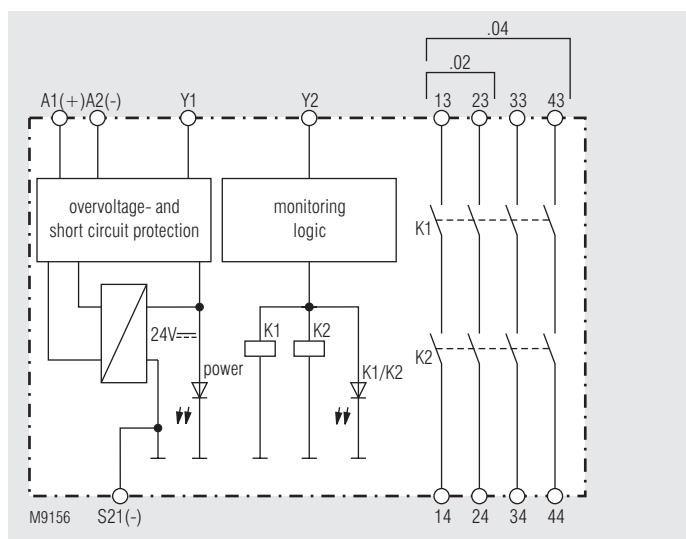 .04
.02
A1(+) A2(-) Y1 Y2 13 23 33 43
overvoltage- and
short circuit protection
monitoring
logic
K1
24V
K1 K2
K2
power
K1/K2
M9156 S21(-) 14 24 34 44